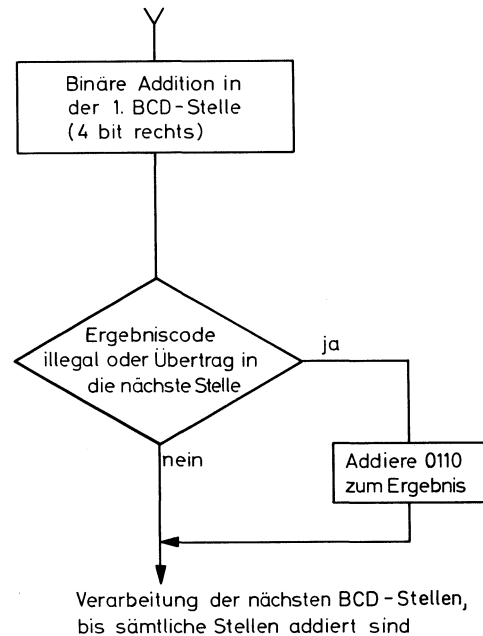 Binäre Addition in
der 1. BCD-Stelle
(4 bit rechts)
Ergebniscode
illegal oder Übertrag in
die nächste Stelle
ja
nein
Addiere 0110
zum Ergebnis
Verarbeitung der nächsten BCD-Stellen,
bis sämtliche Stellen addiert sind